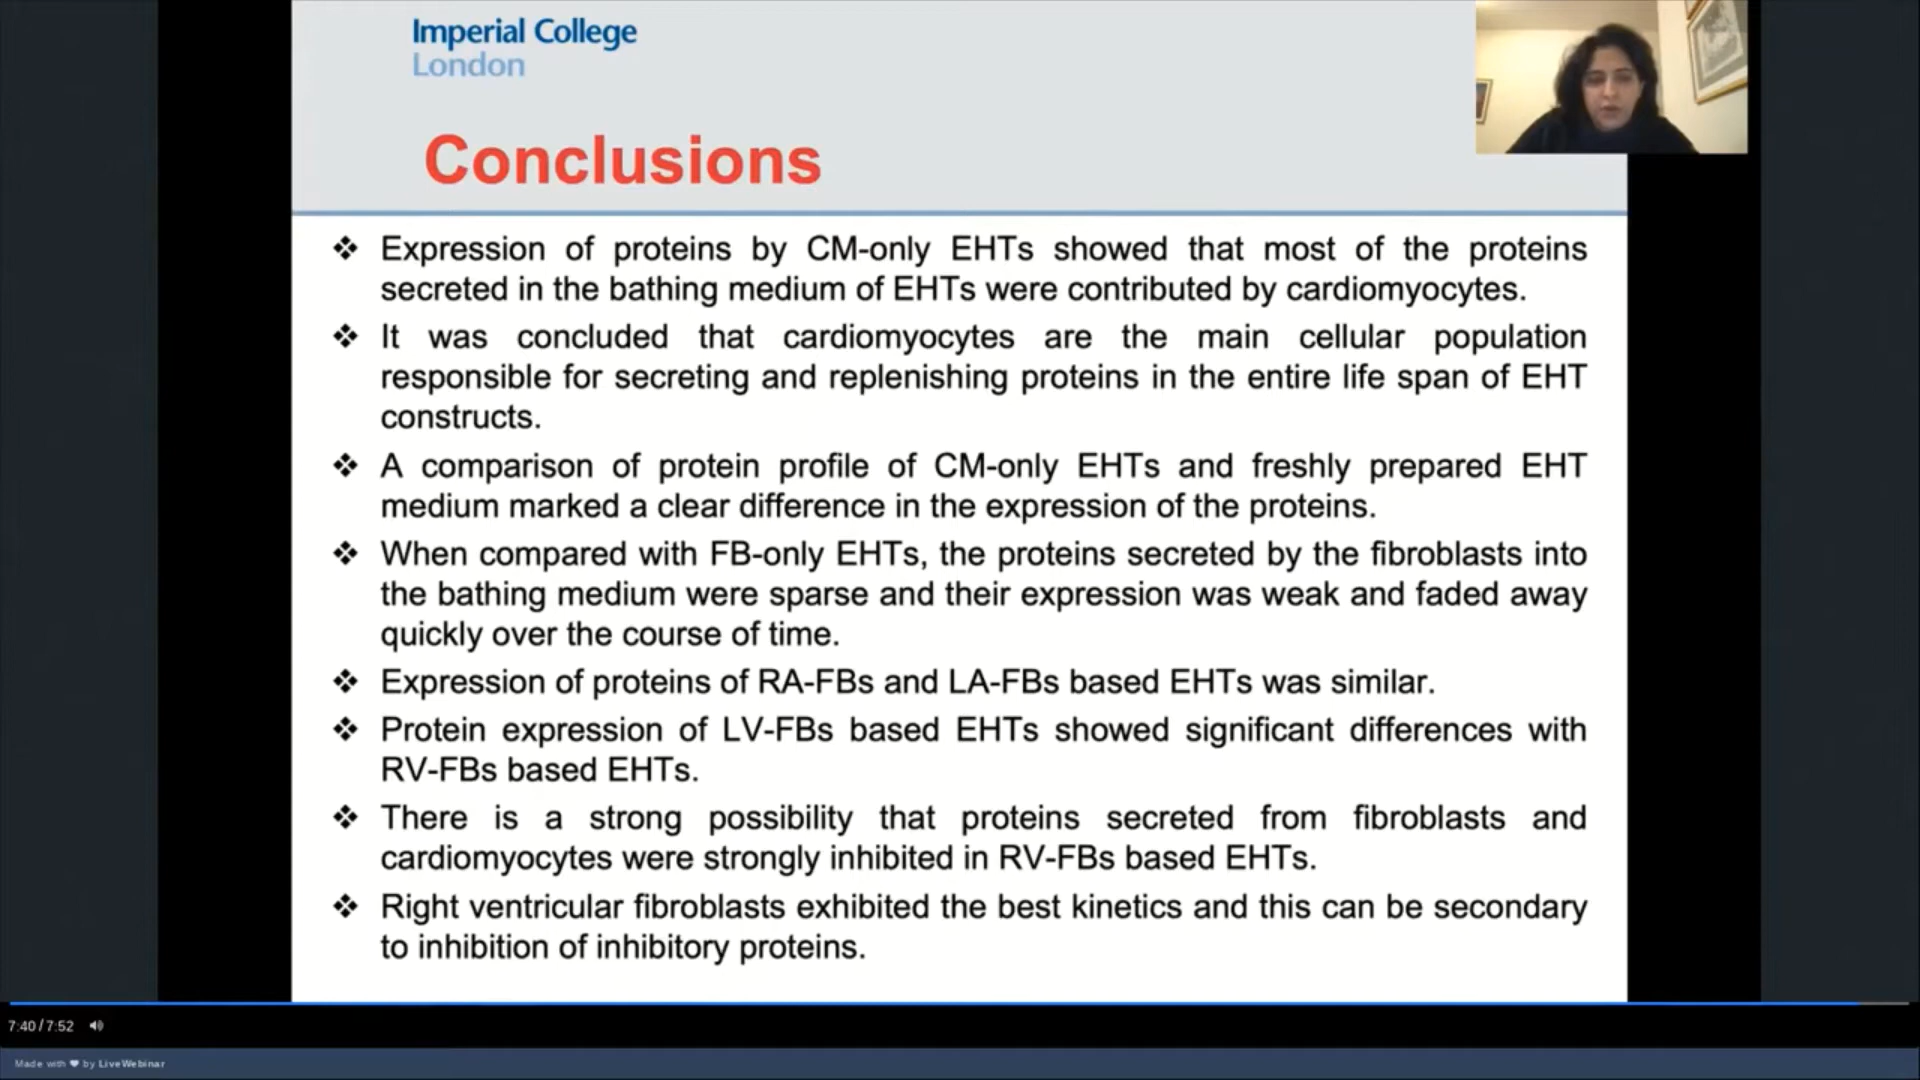 Imperial College
London
Conclusions
❖ Expression of proteins by CM-only EHTs showed that most of the proteins
secreted in the bathing medium of EHTs were contributed by cardiomyocytes.
❖ It was concluded that cardiomyocytes are the main cellular population
responsible for secreting and replenishing proteins in the entire life span of EHT
constructs.
❖ A comparison of protein profile of CM-only EHTs and freshly prepared EHT
medium marked a clear difference in the expression of the proteins.
❖ When compared with FB-only EHTs, the proteins secreted by the fibroblasts into
the bathing medium were sparse and their expression was weak and faded away
quickly over the course of time.
❖ Expression of proteins of RA-FBs and LA-FBs based EHTs was similar.
❖ Protein expression of LV-FBs based EHTs showed significant differences with
RV-FBs based EHTs.
❖ There is a strong possibility that proteins secreted from fibroblasts and
cardiomyocytes were strongly inhibited in RV-FBs based EHTs.
❖ Right ventricular fibroblasts exhibited the best kinetics and this can be secondary
to inhibition of inhibitory proteins.
7:40 / 7:52
Made with ❤ by LiveWebinar